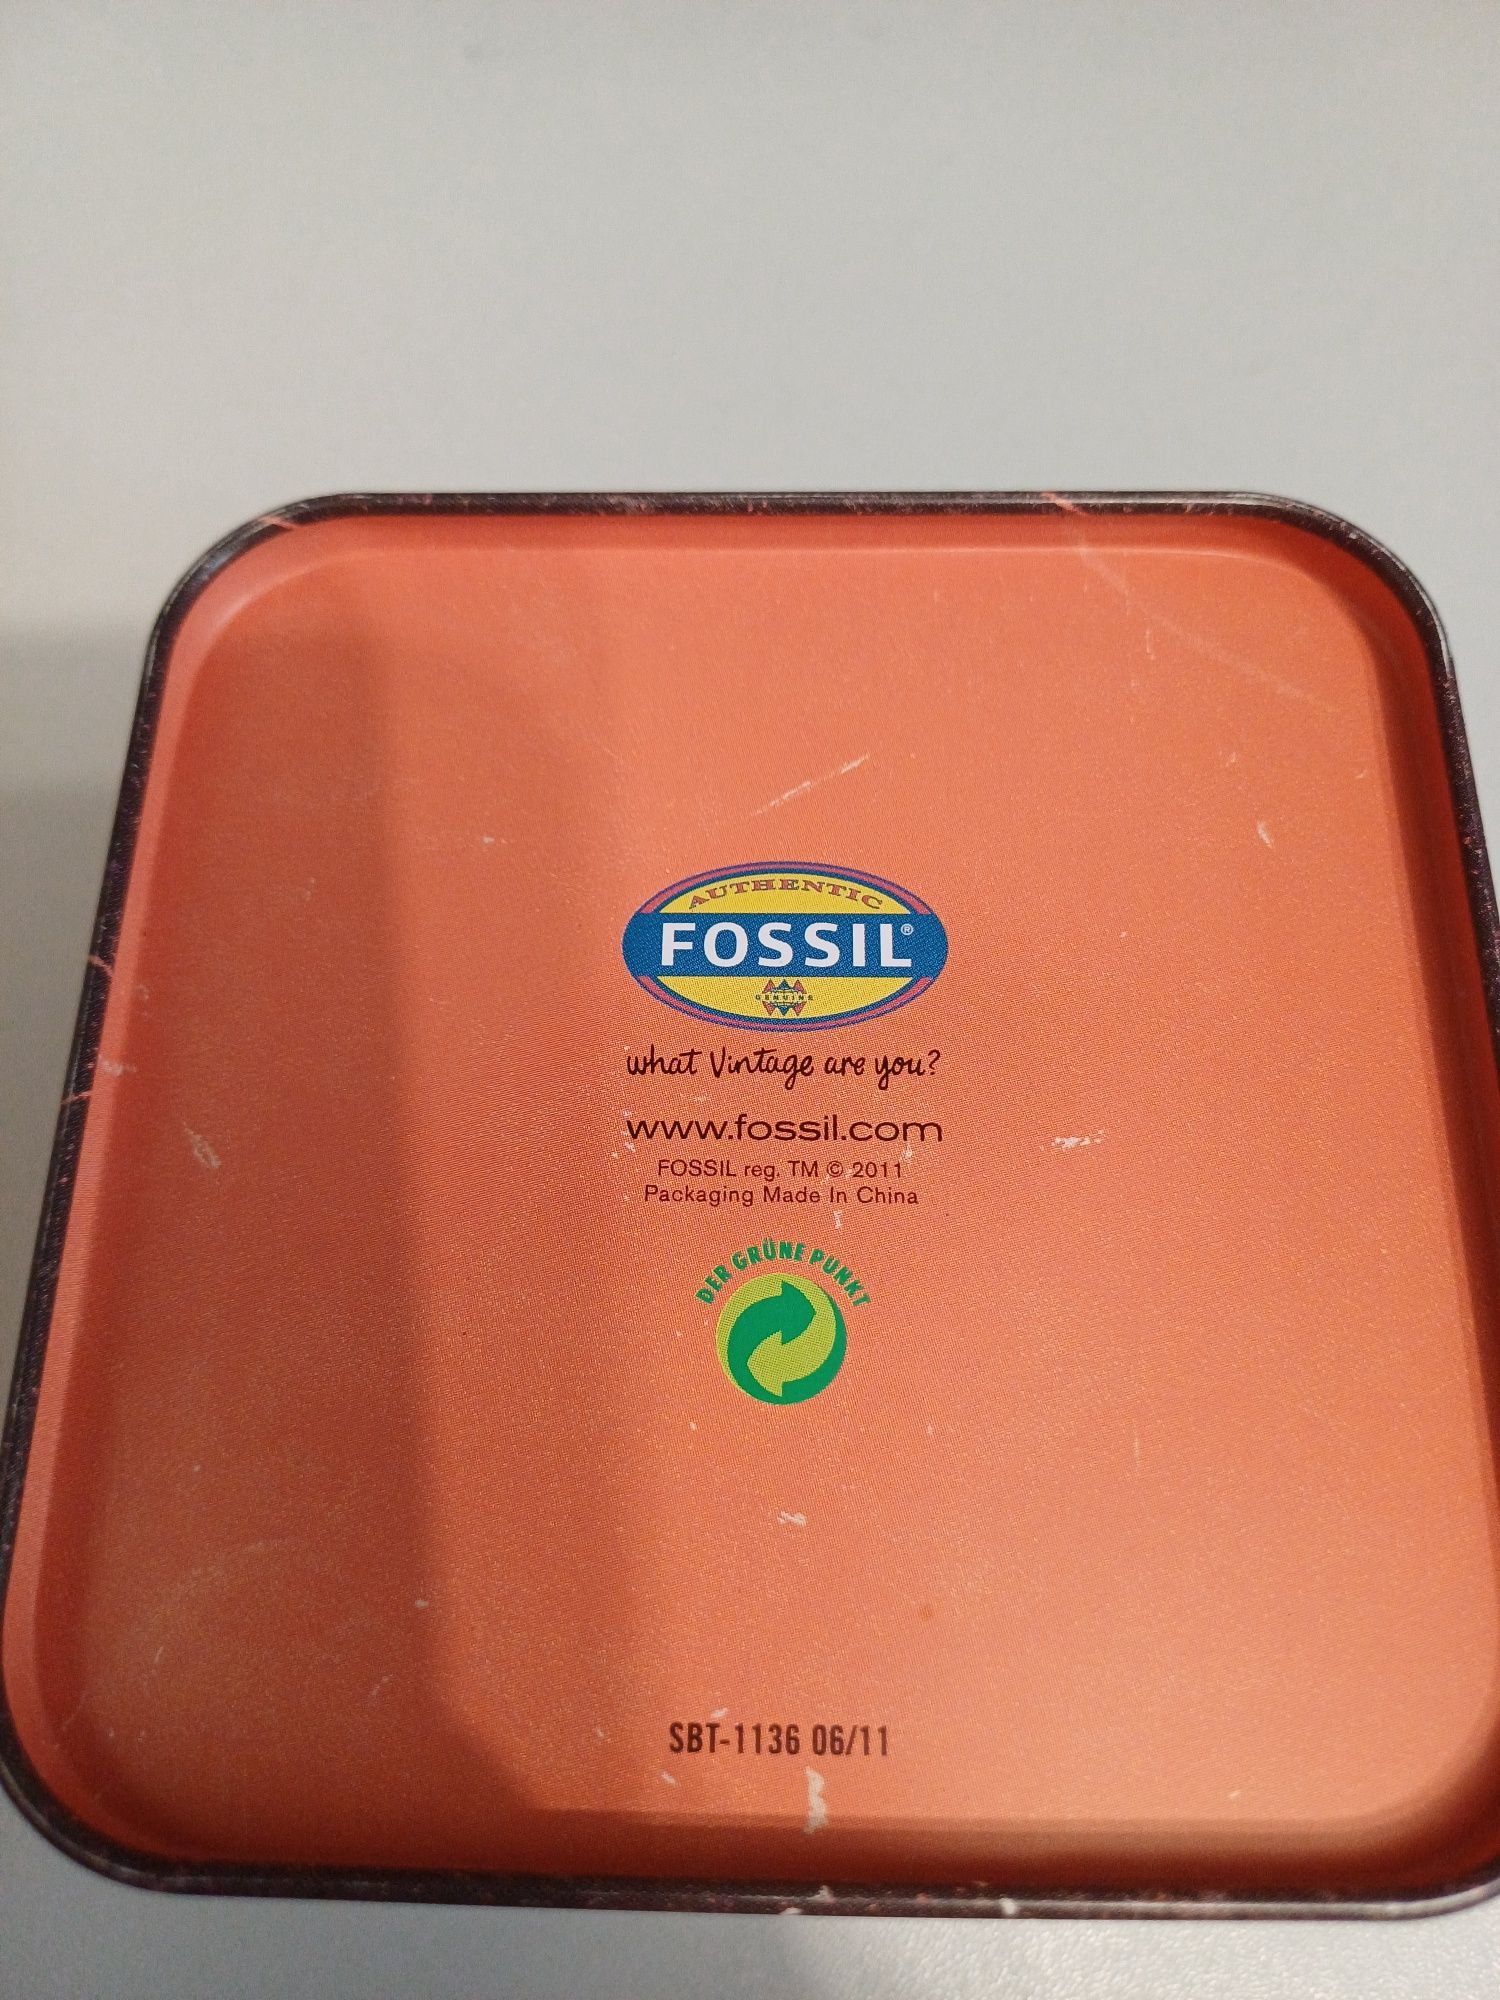 AUTHENTIC
FOSSIL®
GENUINE
what Vintage are you?
www.fossil.com
FOSSIL reg. TM © 2011
Packaging Made In China
DER GRÜNE PUNKT
SBT-1136 06/11